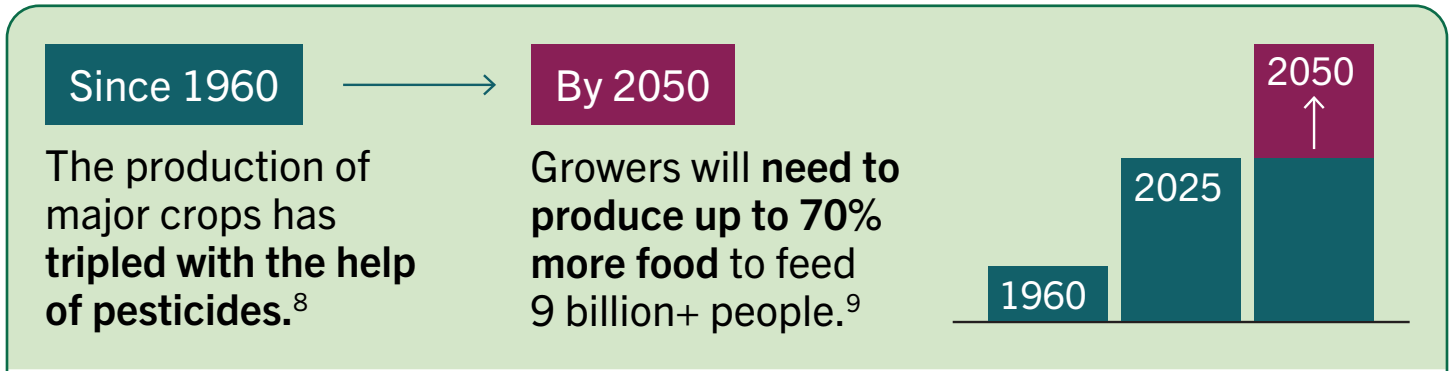 Since 1960
The production of
major crops has
tripled with the help
of pesticides.⁸
By 2050
Growers will need to
produce up to 70%
more food to feed
9 billion+ people.⁹
1960
2025
2050